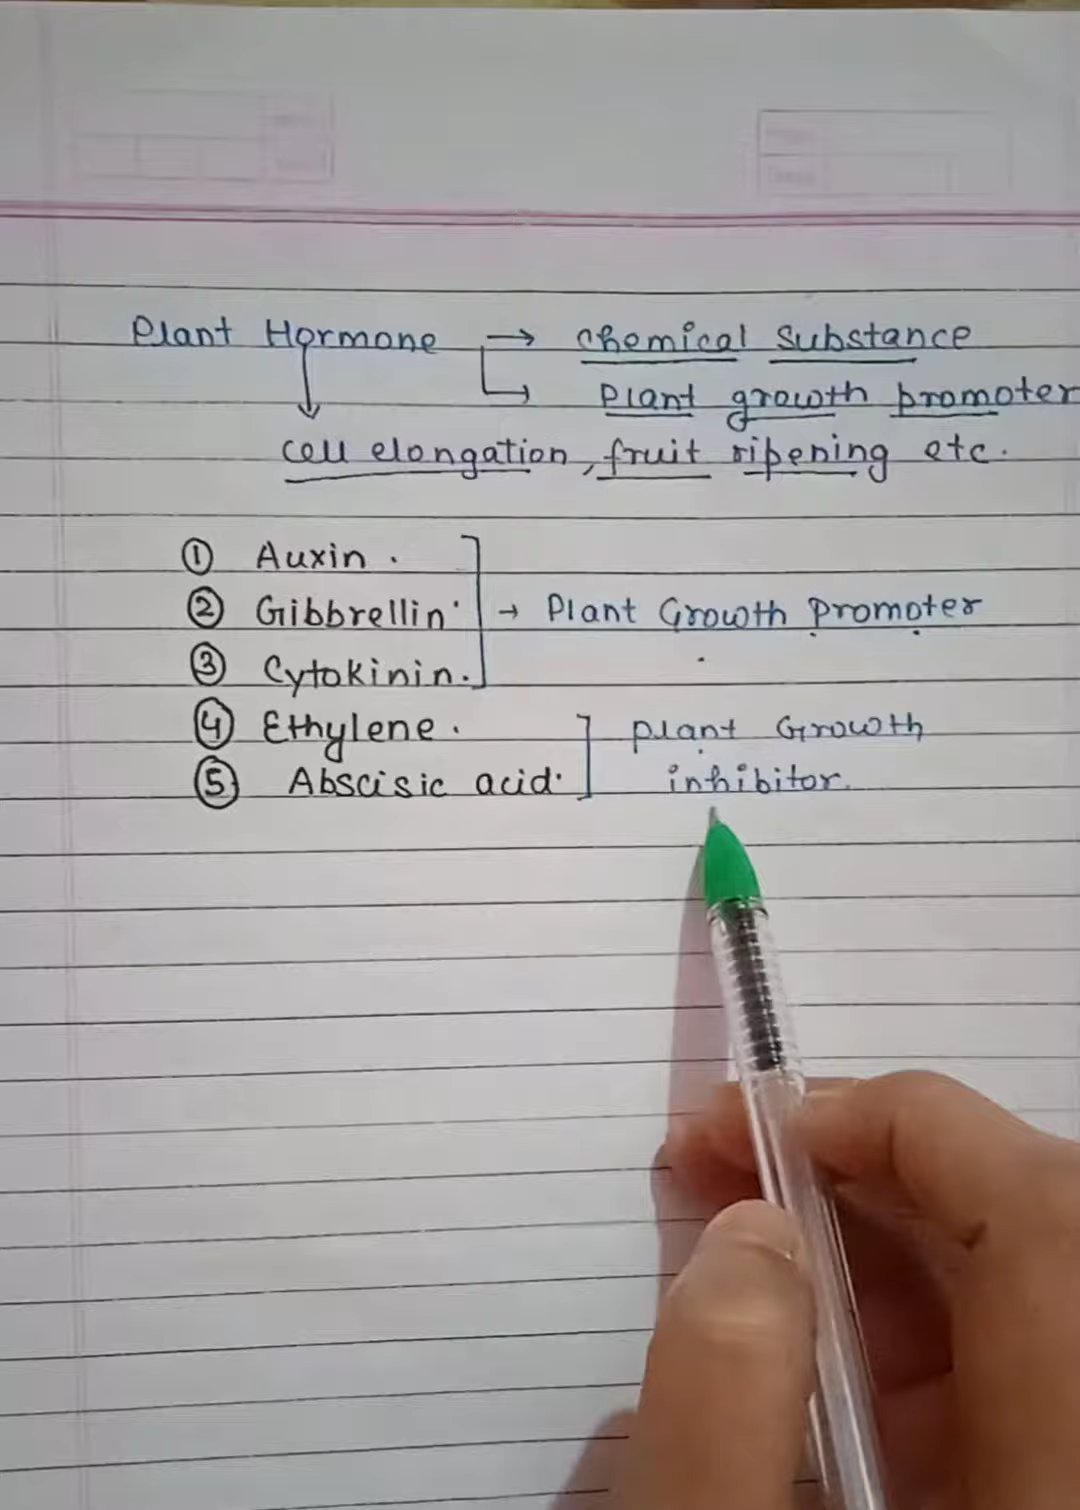 Plant Hormone → Chemical Substance
↳ Plant growth promoter
↓
cell elongation, fruit ripening etc.
① Auxin.
② Gibbrellin → Plant Growth Promoter
③ Cytokinin.
④ Ethylene.
⑤ Abscisic acid. Plant Growth
inhibitor.